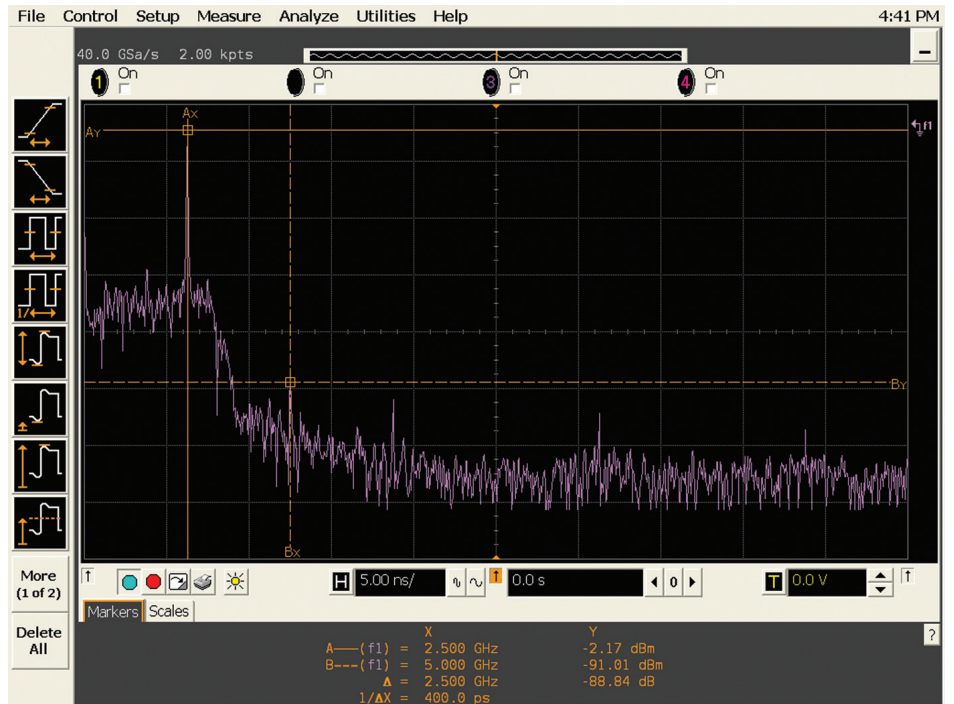 File Control Setup Measure Analyze Utilities Help 4:41 PM
40.0 GSa/s 2.00 kpts
1 On On 3 On 4 On
Ax
Ay
f1
By
Bx
1/
More
(1 of 2)
Delete
All
H 5.00 ns/ 0.0 s 0 T 0.0 V
Markers Scales
?
X Y
A——(f1) = 2.500 GHz -2.17 dBm
B---(f1) = 5.000 GHz -91.01 dBm
Δ = 2.500 GHz -88.84 dB
1/ΔX = 400.0 ps